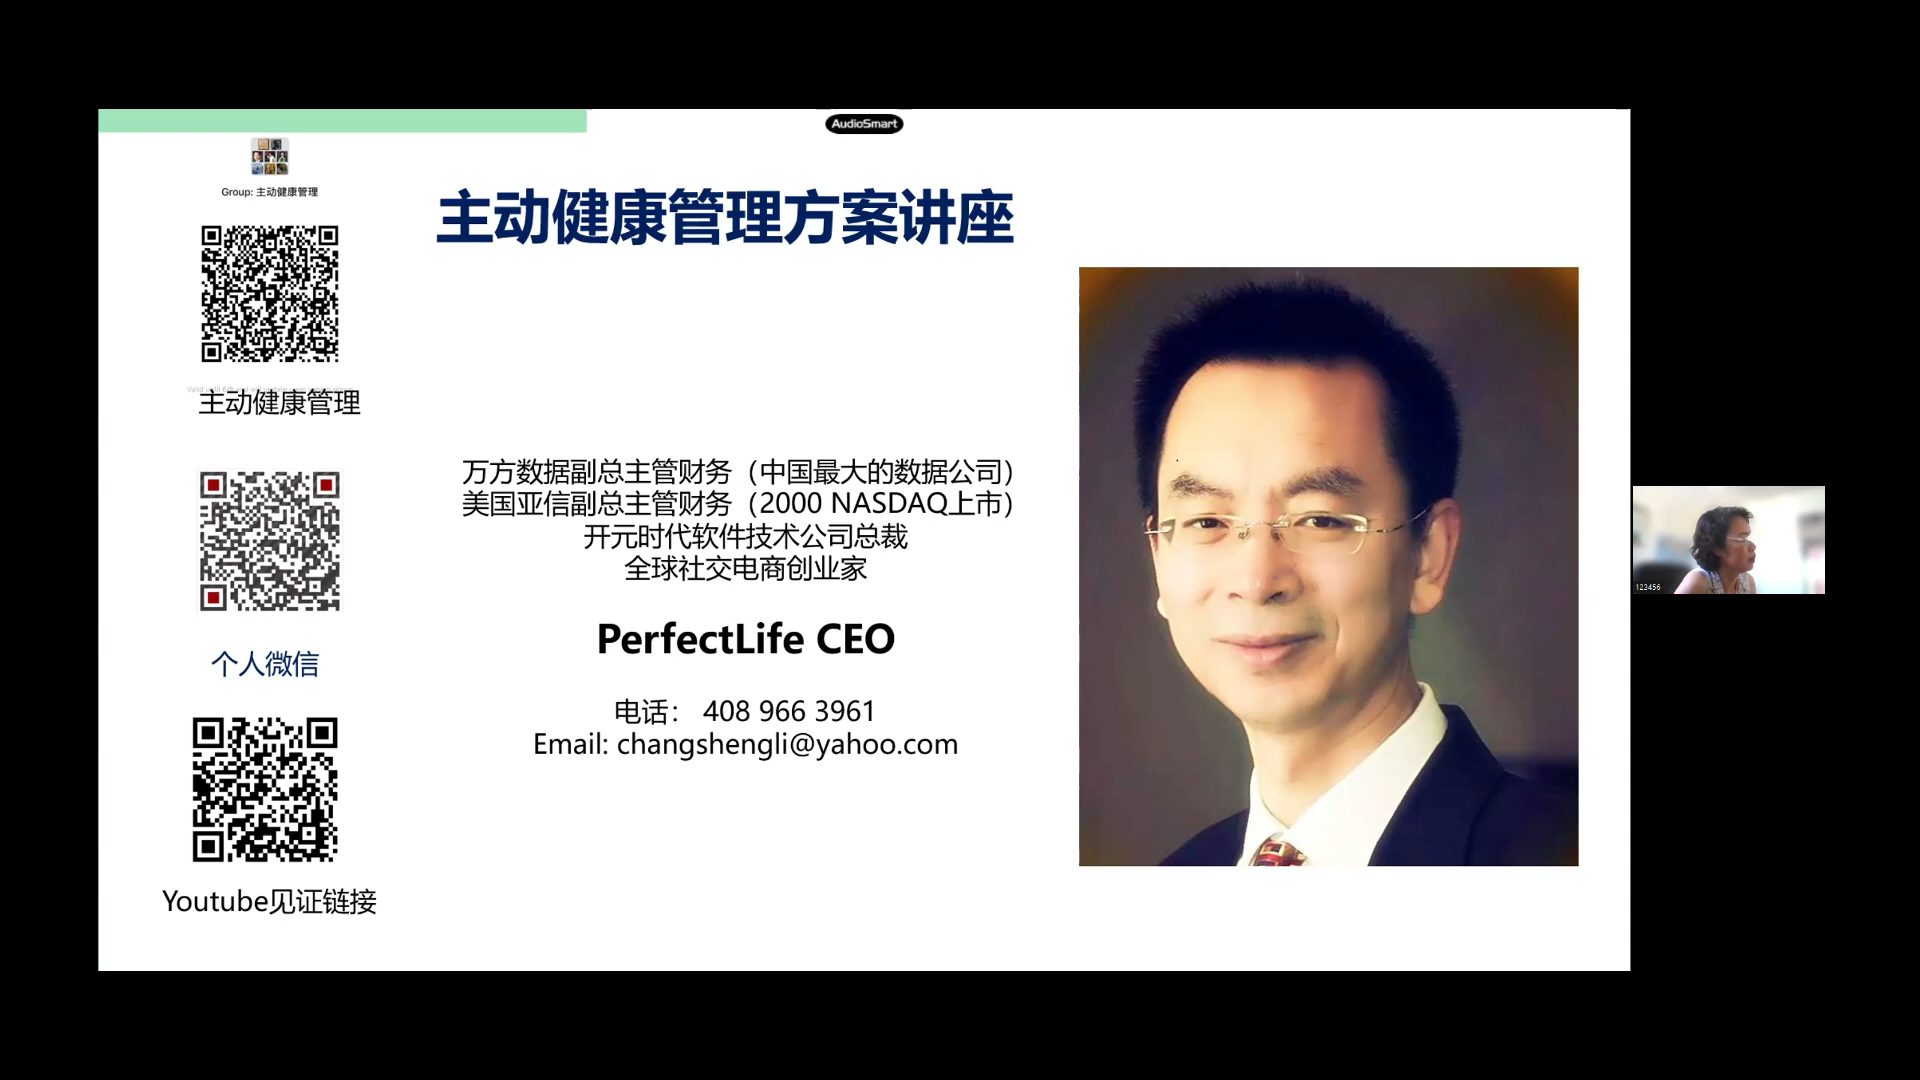 AudioSmart
Group: 主动健康管理
主动健康管理方案讲座
主动健康管理
万方数据副总主管财务（中国最大的数据公司）
美国亚信副总主管财务（2000 NASDAQ上市）
开元时代软件技术公司总裁
全球社交电商创业家
PerfectLife CEO
个人微信
电话： 408 966 3961
Email: changshengli@yahoo.com
Youtube见证链接
123456